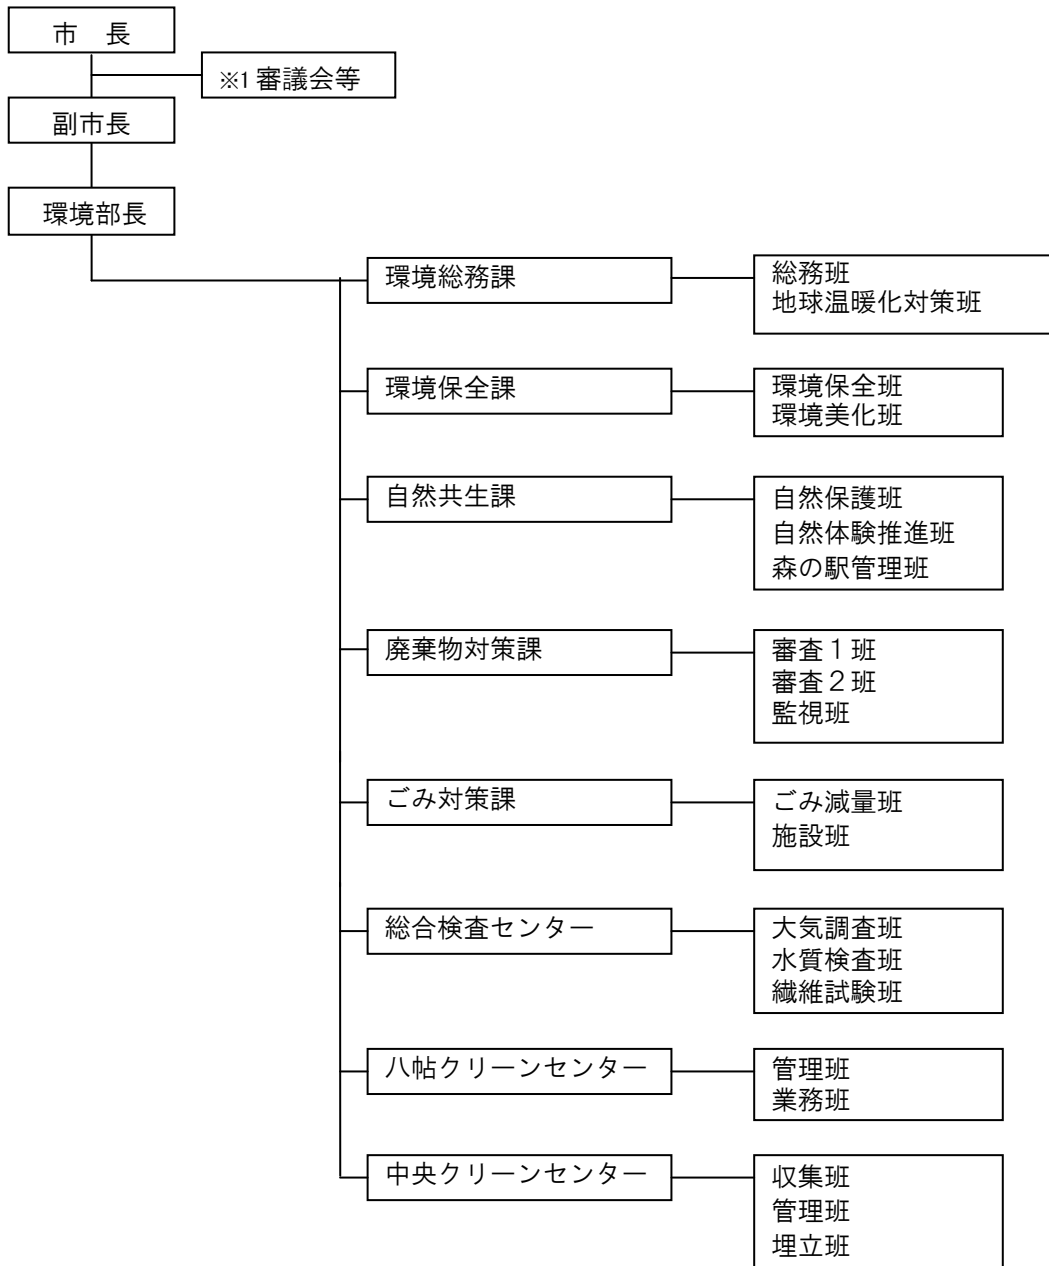 市　長
※1 審議会等
副市長
環境部長
環境総務課
総務班
地球温暖化対策班
環境保全課
環境保全班
環境美化班
自然共生課
自然保護班
自然体験推進班
森の駅管理班
廃棄物対策課
審査１班
審査２班
監視班
ごみ対策課
ごみ減量班
施設班
総合検査センター
大気調査班
水質検査班
繊維試験班
八帖クリーンセンター
管理班
業務班
中央クリーンセンター
収集班
管理班
埋立班